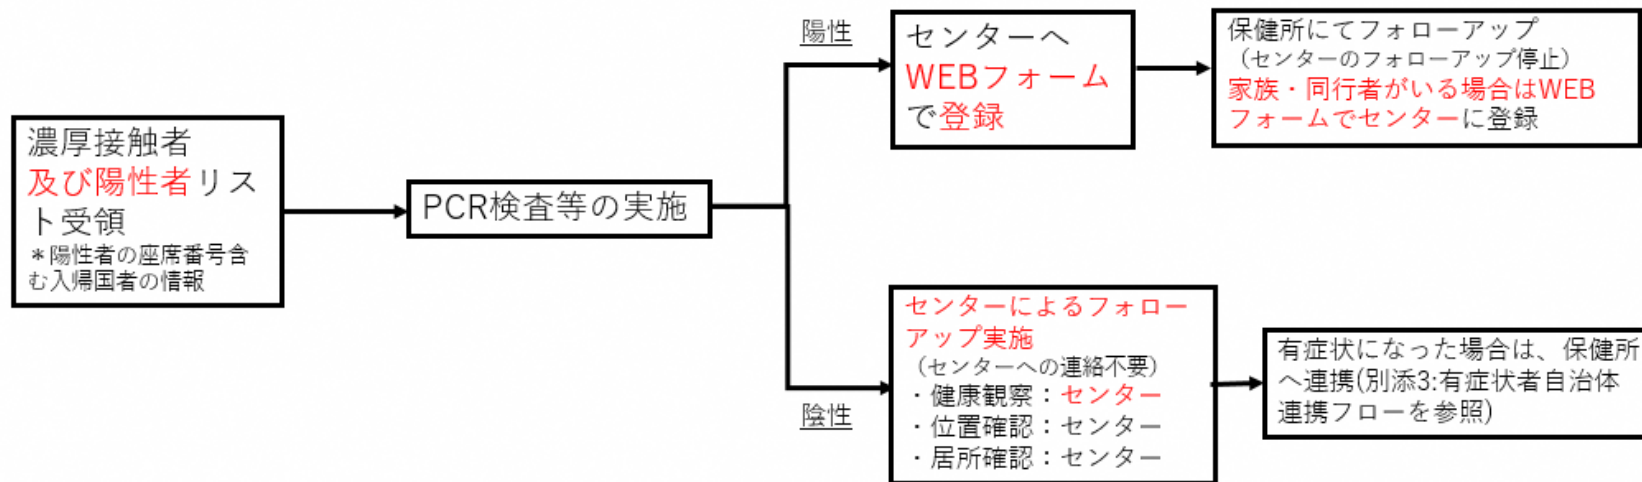 濃厚接触者
及び陽性者リス
ト受領
＊陽性者の座席番号含
む入帰国者の情報
PCR検査等の実施
陽性
センターへ
WEBフォーム
で登録
保健所にてフォローアップ
（センターのフォローアップ停止）
家族・同行者がいる場合はWEB
フォームでセンターに登録
陰性
センターによるフォロー
アップ実施
（センターへの連絡不要）
・健康観察：センター
・位置確認：センター
・居所確認：センター
有症状になった場合は、保健所
へ連携(別添3:有症状者自治体
連携フローを参照)